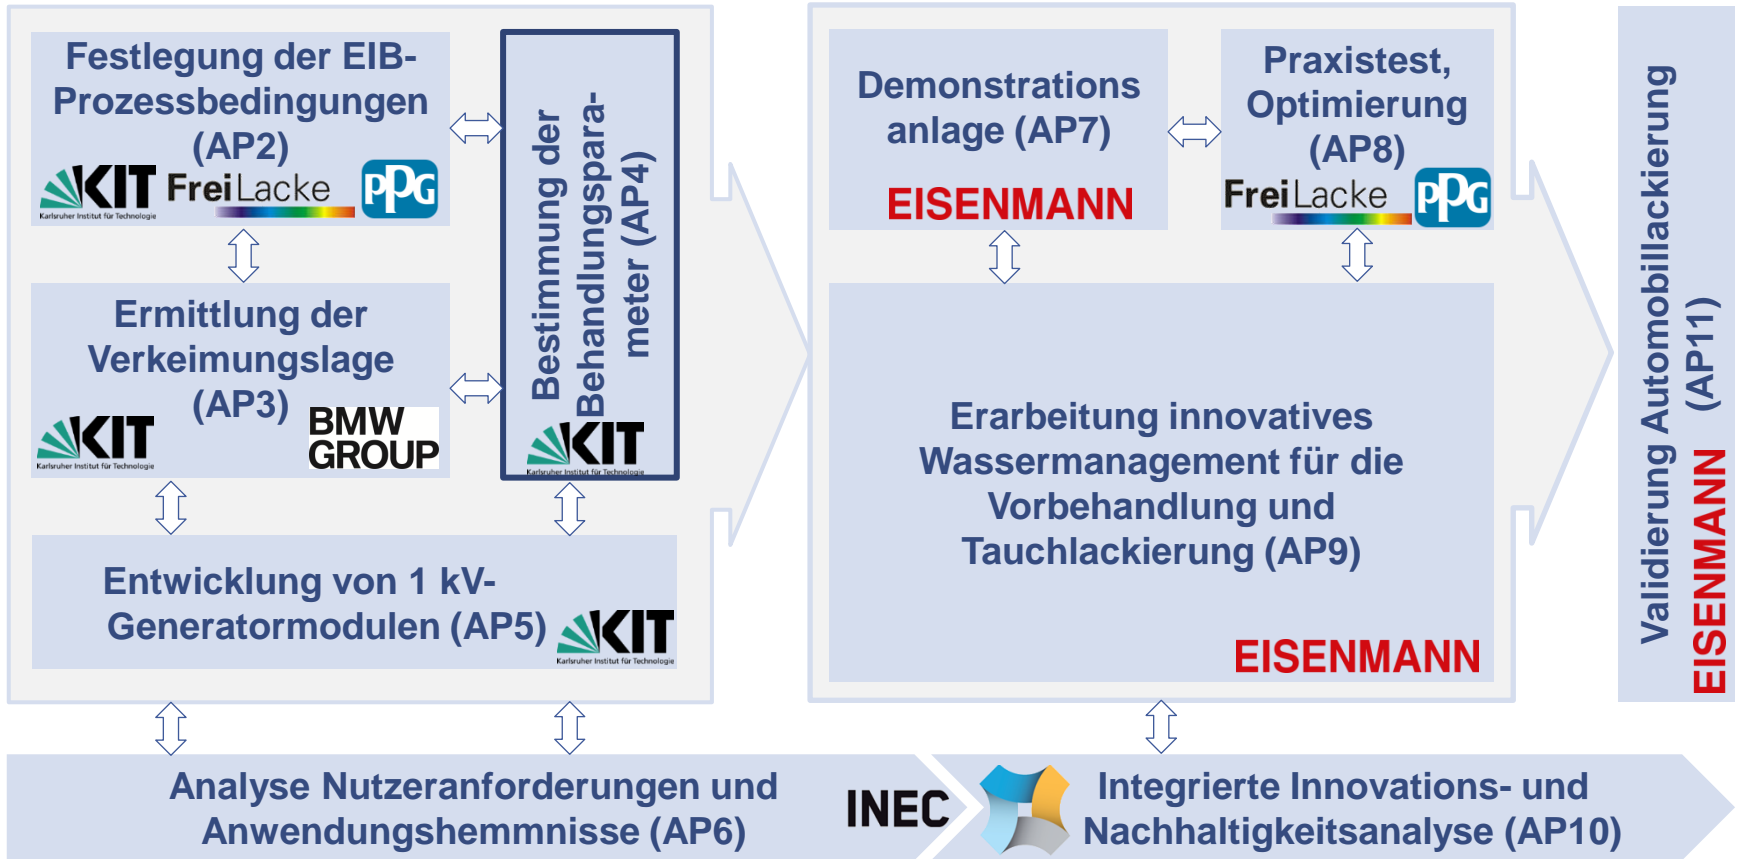 Festlegung der EIB-
Prozessbedingungen
(AP2)
KIT
Karlsruher Institut für Technologie
FreiLacke
PPG
Ermittlung der
Verkeimungslage
(AP3)
KIT
Karlsruher Institut für Technologie
BMW
GROUP
Bestimmung der
Behandlungspara-
meter (AP4)
KIT
Karlsruher Institut für Technologie
Entwicklung von 1 kV-
Generatormodulen (AP5)
KIT
Karlsruher Institut für Technologie
Demonstrations
anlage (AP7)
EISENMANN
Praxistest,
Optimierung
(AP8)
FreiLacke
PPG
Erarbeitung innovatives
Wassermanagement für die
Vorbehandlung und
Tauchlackierung (AP9)
EISENMANN
Validierung Automobillackierung
(AP11)
EISENMANN
Analyse Nutzeranforderungen und
Anwendungshemmnisse (AP6)
INEC
Integrierte Innovations- und
Nachhaltigkeitsanalyse (AP10)